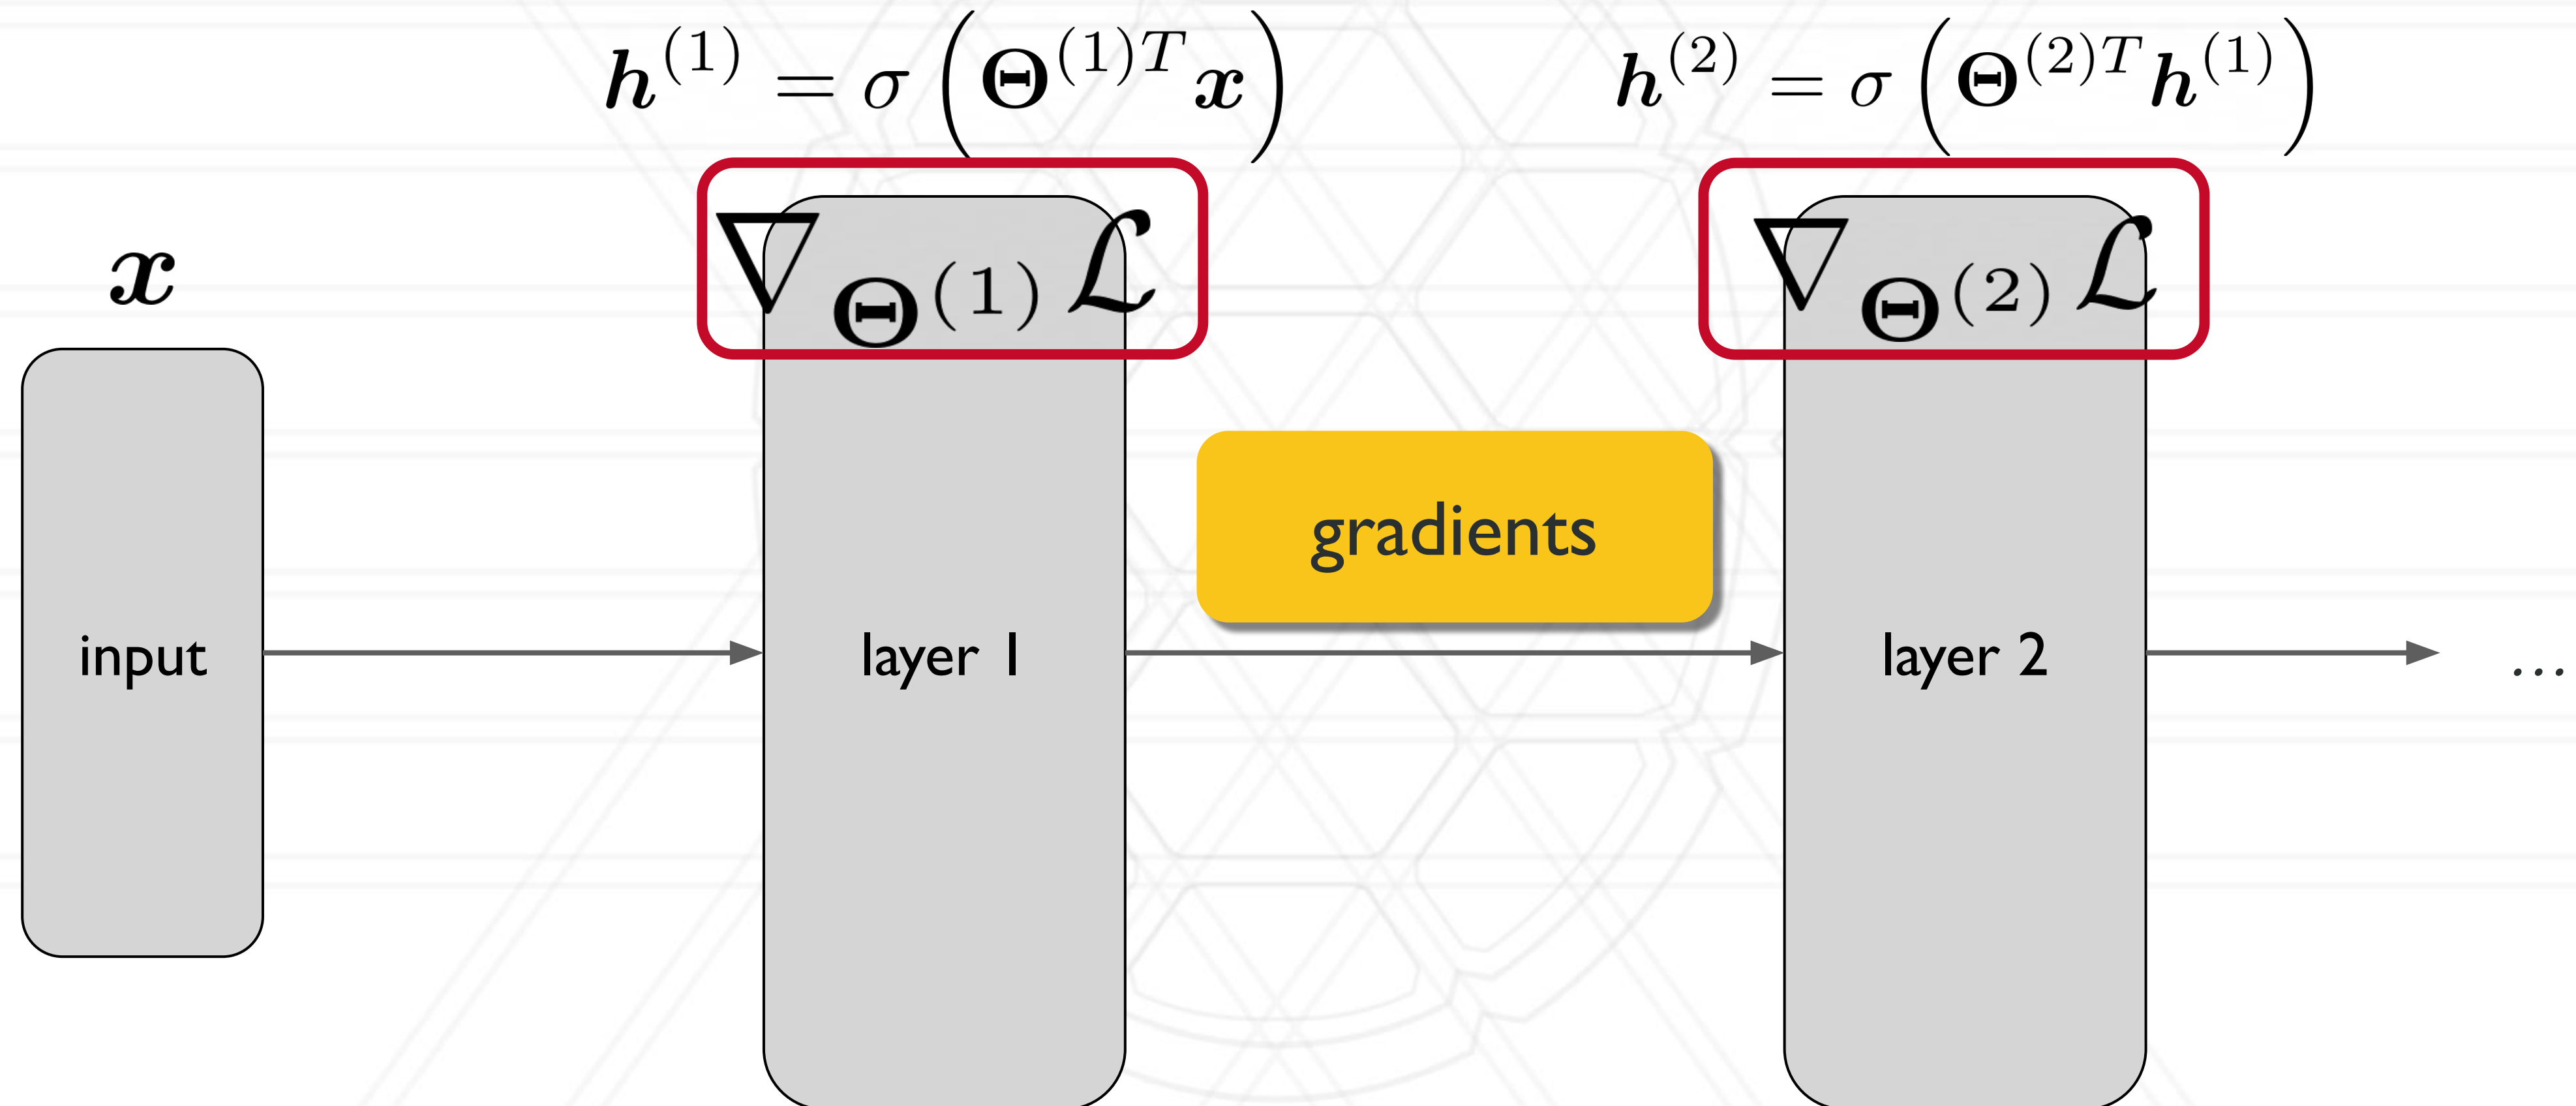 h^(1) = σ (Θ^(1)T x)
h^(2) = σ (Θ^(2)T h^(1))
x
∇_Θ^(1) ℒ
∇_Θ^(2) ℒ
gradients
input
layer 1
layer 2
...